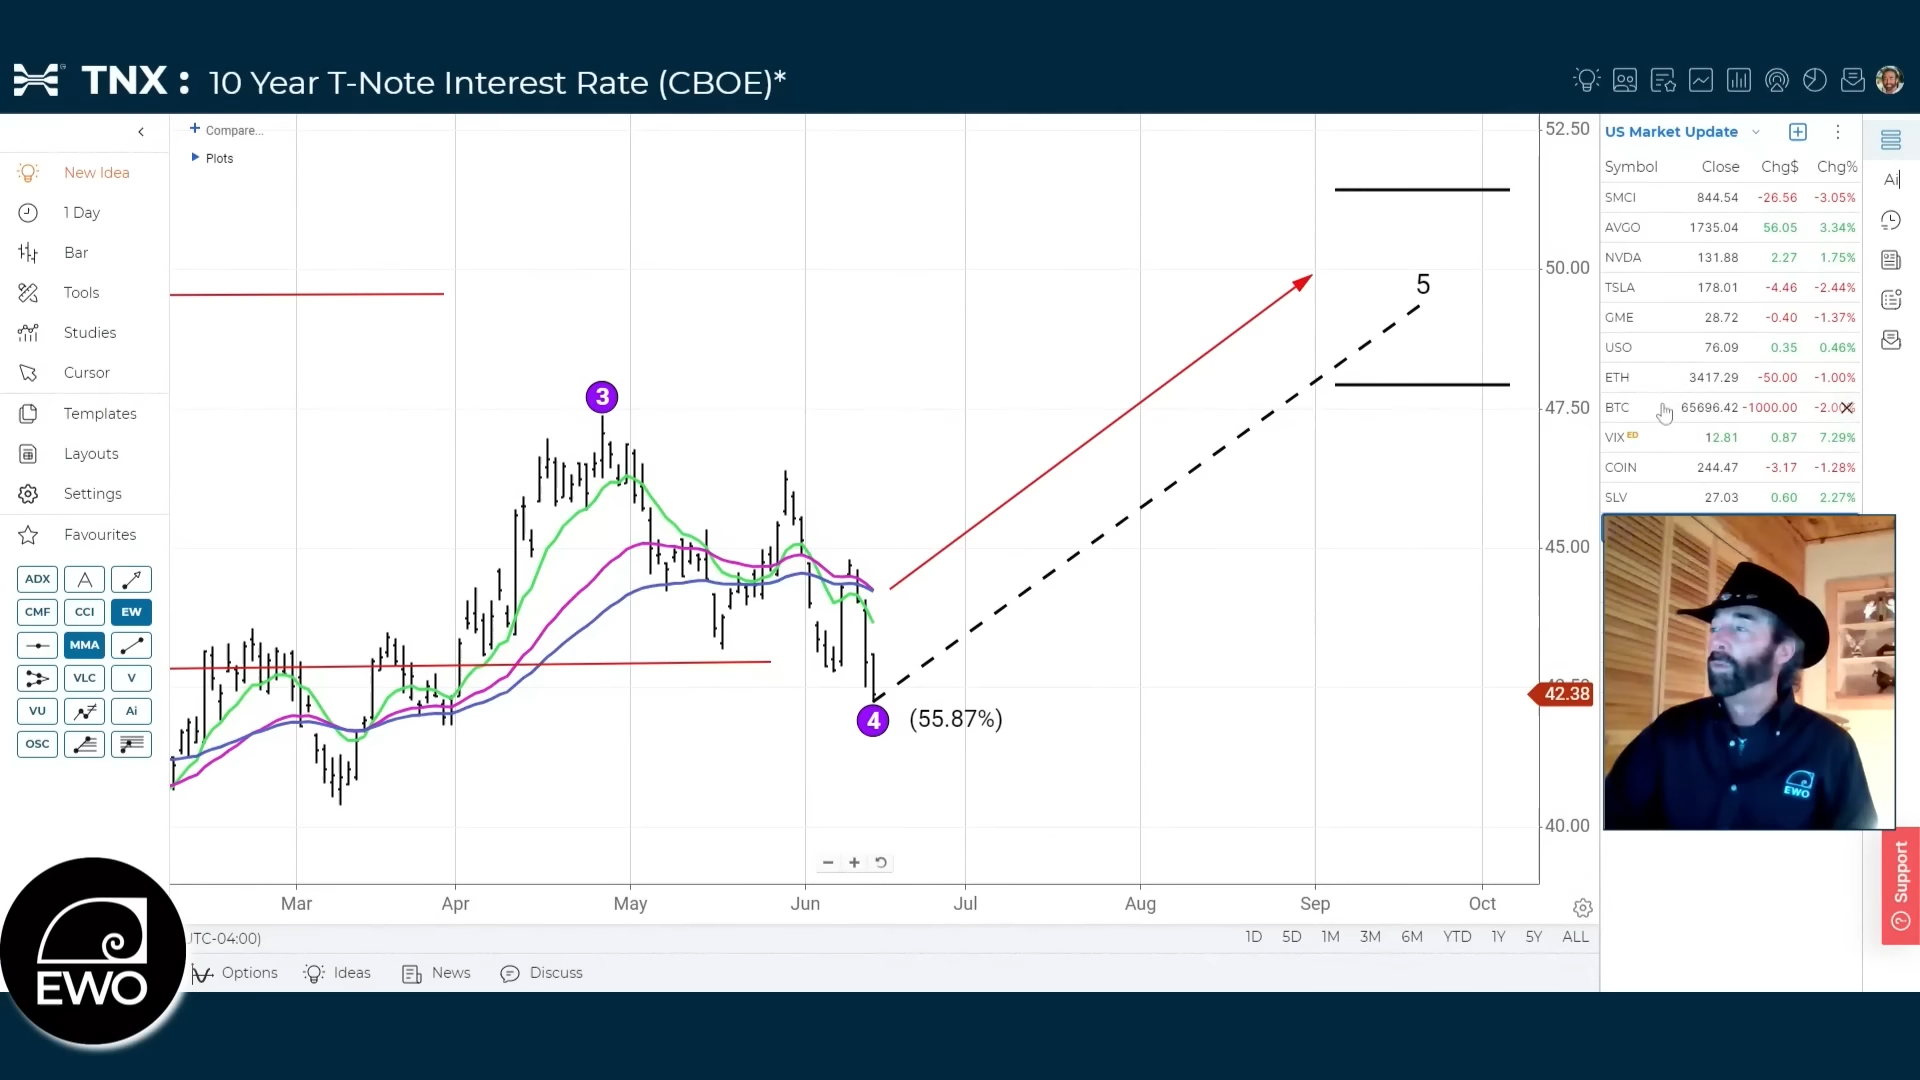 TNX : 10 Year T-Note Interest Rate (CBOE)*
Compare...
Plots
New Idea
1 Day
Bar
Tools
Studies
Cursor
Templates
Layouts
Settings
Favourites
ADX
CMF CCI EW
MMA
VLC V
VU Ai
OSC
EWO
3
4 (55.87%)
5
52.50
50.00
47.50
45.00
42.38
40.00
Mar Apr May Jun Jul Aug Sep Oct
UTC-04:00)
1D 5D 1M 3M 6M YTD 1Y 5Y ALL
Options Ideas News Discuss
US Market Update
Symbol Close Chg$ Chg%
SMCI 844.54 -26.56 -3.05%
AVGO 1735.04 56.05 3.34%
NVDA 131.88 2.27 1.75%
TSLA 178.01 -4.46 -2.44%
GME 28.72 -0.40 -1.37%
USO 76.09 0.35 0.46%
ETH 3417.29 -50.00 -1.00%
BTC 65696.42 -1000.00
VIX ED 12.81 0.87 7.29%
COIN 244.47 -3.17 -1.28%
SLV 27.03 0.60 2.27%
Ai
EWO
Support